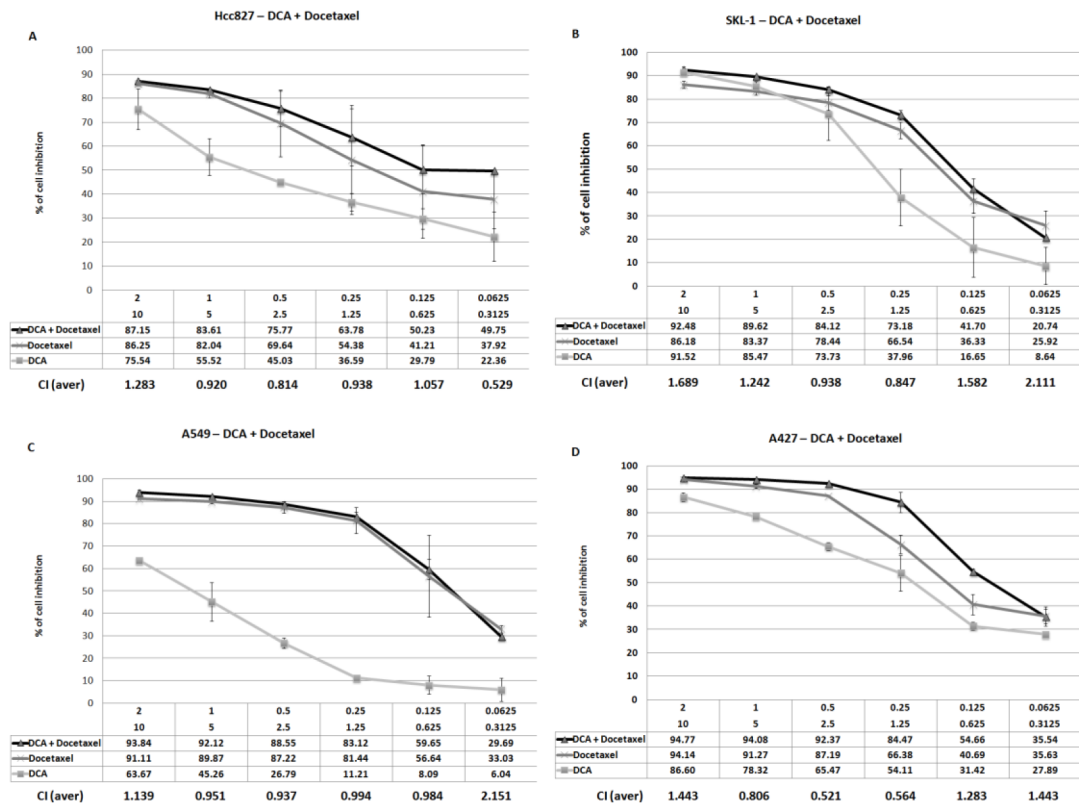 Hcc827 – DCA + Docetaxel
A
% of cell inhibition
100
90
80
70
60
50
40
30
20
10
0
2 1 0.5 0.25 0.125 0.0625
10 5 2.5 1.25 0.625 0.3125
DCA + Docetaxel 87.15 83.61 75.77 63.78 50.23 49.75
Docetaxel 86.25 82.04 69.64 54.38 41.21 37.92
DCA 75.54 55.52 45.03 36.59 29.79 22.36
CI (aver) 1.283 0.920 0.814 0.938 1.057 0.529
SKL-1 – DCA + Docetaxel
B
% of cell inhibition
100
90
80
70
60
50
40
30
20
10
0
2 1 0.5 0.25 0.125 0.0625
10 5 2.5 1.25 0.625 0.3125
DCA + Docetaxel 92.48 89.62 84.12 73.18 41.70 20.74
Docetaxel 86.18 83.37 78.44 66.54 36.33 25.92
DCA 91.52 85.47 73.73 37.96 16.65 8.64
CI (aver) 1.689 1.242 0.938 0.847 1.582 2.111
A549 – DCA + Docetaxel
C
% of cell inhibition
100
90
80
70
60
50
40
30
20
10
0
2 1 0.5 0.25 0.125 0.0625
10 5 2.5 1.25 0.625 0.3125
DCA + Docetaxel 93.84 92.12 88.55 83.12 59.65 29.69
Docetaxel 91.11 89.87 87.22 81.44 56.64 33.03
DCA 63.67 45.26 26.79 11.21 8.09 6.04
CI (aver) 1.139 0.951 0.937 0.994 0.984 2.151
A427 – DCA + Docetaxel
D
% of cell inhibition
100
90
80
70
60
50
40
30
20
10
0
2 1 0.5 0.25 0.125 0.0625
10 5 2.5 1.25 0.625 0.3125
DCA + Docetaxel 94.77 94.08 92.37 84.47 54.66 35.54
Docetaxel 94.14 91.27 87.19 66.38 40.69 35.63
DCA 86.60 78.32 65.47 54.11 31.42 27.89
CI (aver) 1.443 0.806 0.521 0.564 1.283 1.443